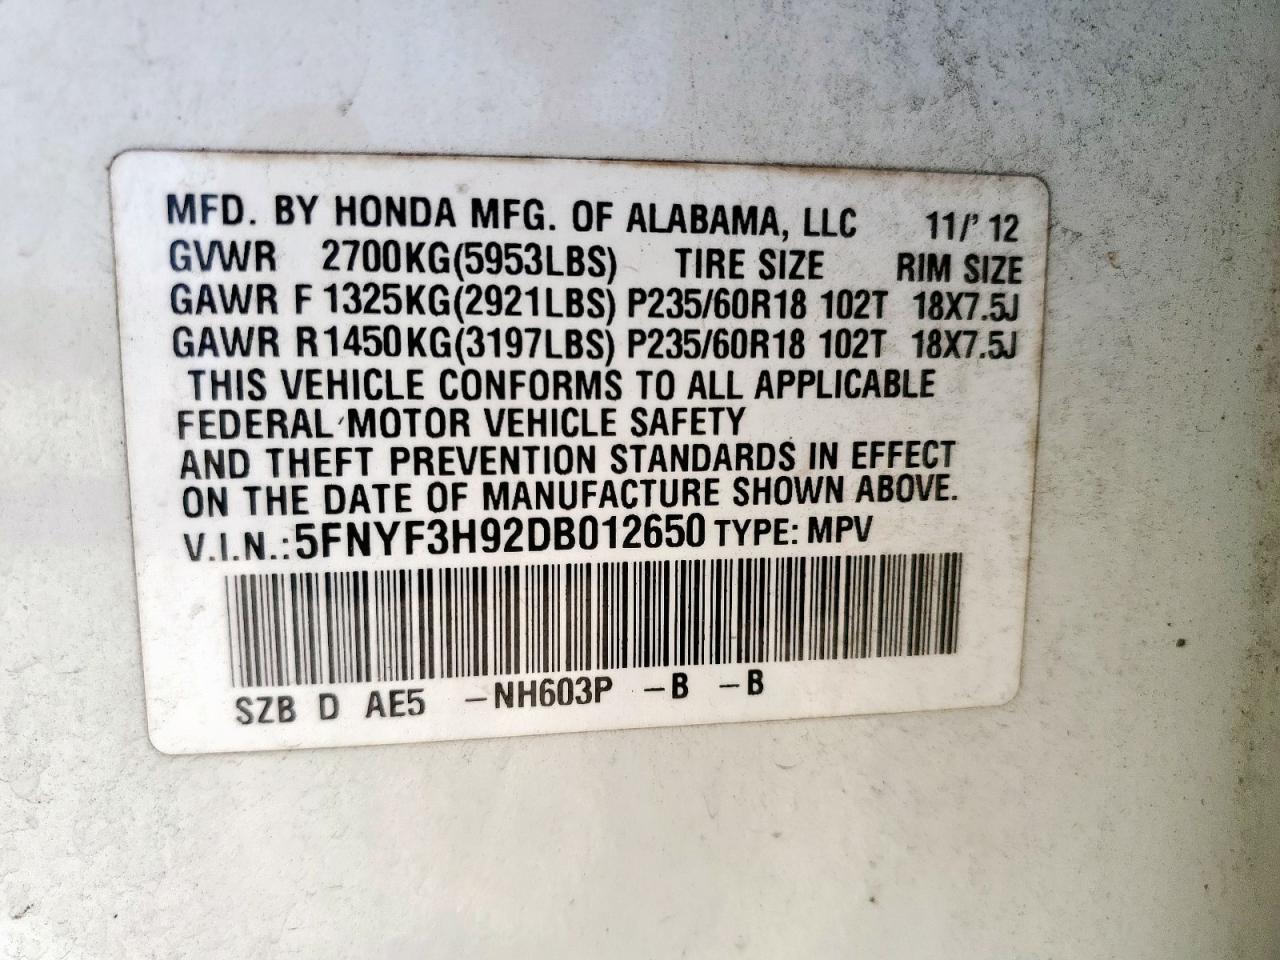 MFD. BY HONDA MFG. OF ALABAMA, LLC 11/' 12
GVWR 2700KG(5953LBS) TIRE SIZE RIM SIZE
GAWR F 1325KG(2921LBS) P235/60R18 102T 18X7.5J
GAWR R 1450KG(3197LBS) P235/60R18 102T 18X7.5J
THIS VEHICLE CONFORMS TO ALL APPLICABLE
FEDERAL MOTOR VEHICLE SAFETY
AND THEFT PREVENTION STANDARDS IN EFFECT
ON THE DATE OF MANUFACTURE SHOWN ABOVE.
V.I.N.: 5FNYF3H92DB012650 TYPE: MPV
SZB D AE5 -NH603P -B -B